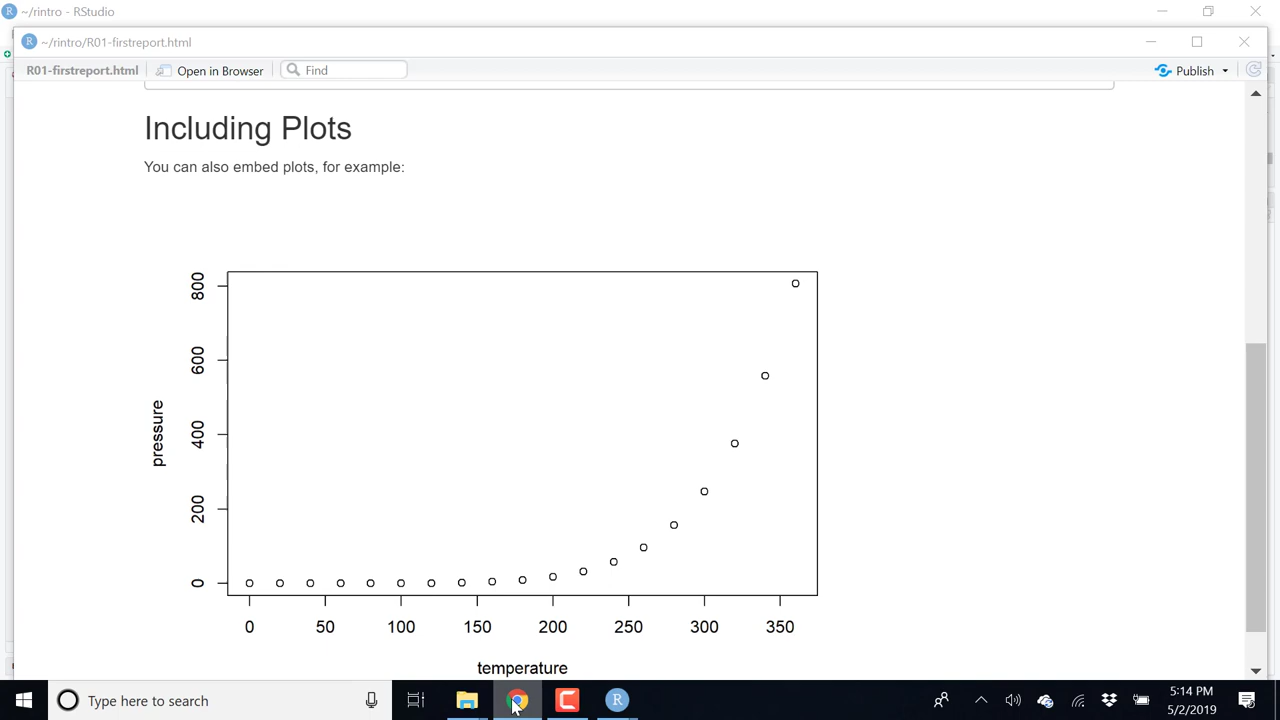 ~/rintro - RStudio
~/rintro/R01-firstreport.html
R01-firstreport.html Open in Browser Find Publish
Including Plots
You can also embed plots, for example:
800
600
400
200
0
pressure
0 50 100 150 200 250 300 350
temperature
Type here to search
5:14 PM
5/2/2019